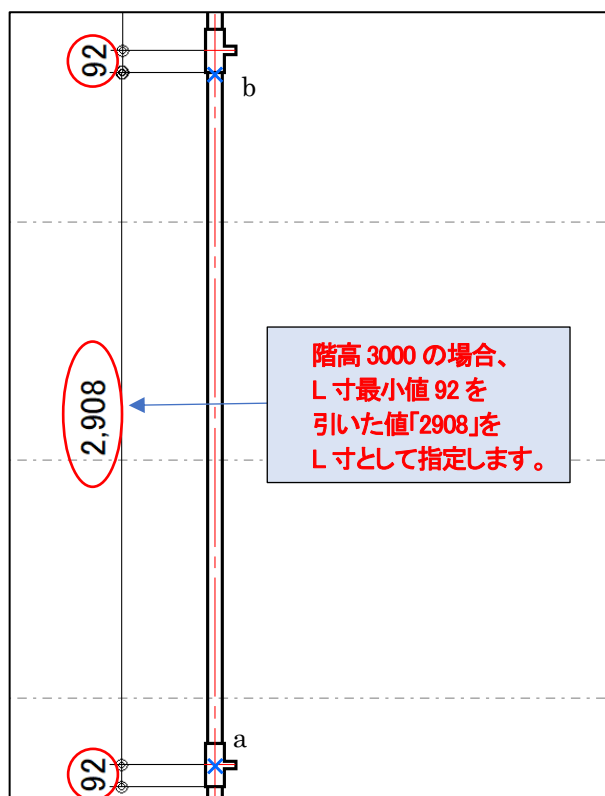 92
b
階高 3000 の場合、
L 寸最小値 92 を
引いた値「2908」を
L 寸として指定します。
2,908
a
92